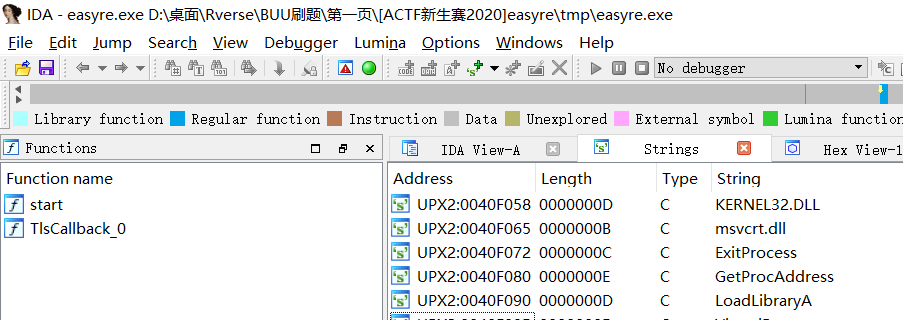 IDA - easyre.exe D:\桌面\Rverse\BUU刷题\第一页\[ACTF新生赛2020]easyre\tmp\easyre.exe
File Edit Jump Search View Debugger Lumina Options Windows Help
No debugger
Library function Regular function Instruction Data Unexplored External symbol Lumina function
Functions
IDA View-A Strings Hex View-1
Function name
Address Length Type String
start
TlsCallback_0
UPX2:0040F058 0000000D C KERNEL32.DLL
UPX2:0040F065 0000000B C msvcrt.dll
UPX2:0040F072 0000000C C ExitProcess
UPX2:0040F080 0000000E C GetProcAddress
UPX2:0040F090 0000000D C LoadLibraryA